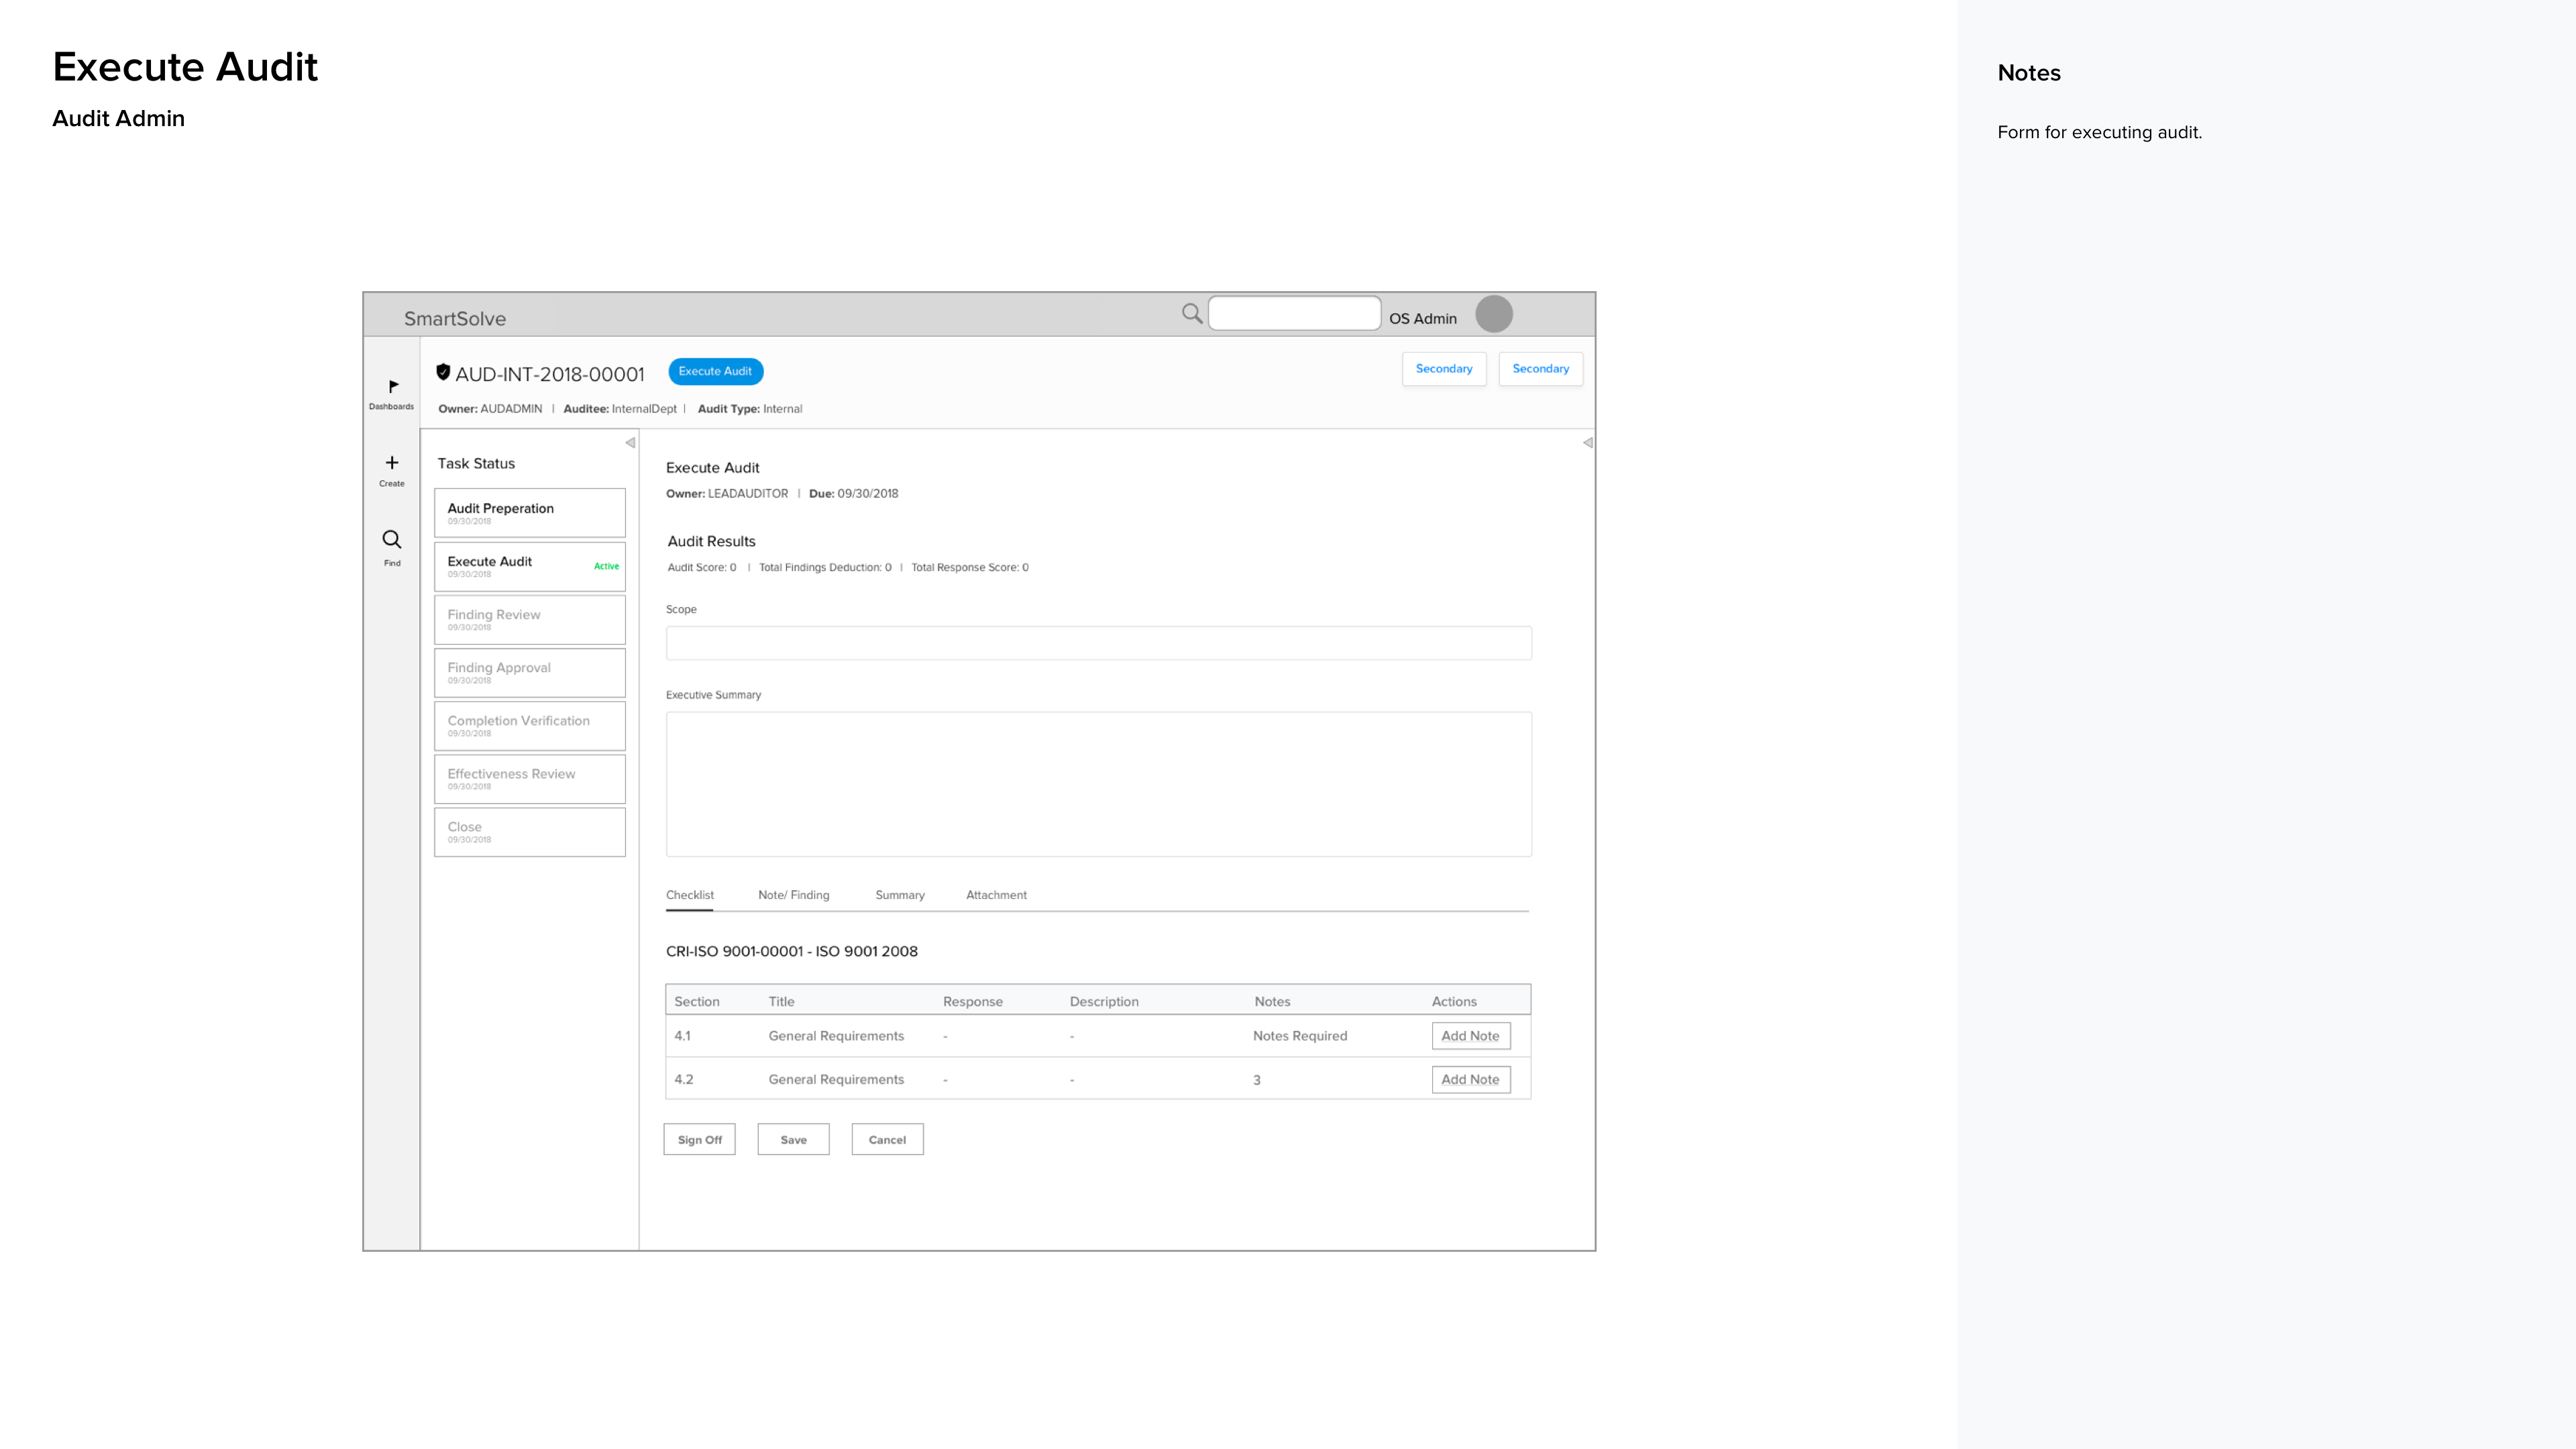 Execute Audit
Audit Admin
Notes
Form for executing audit.
SmartSolve
OS Admin
AUD-INT-2018-00001
Execute Audit
Secondary
Secondary
Owner: AUDADMIN | Auditee: InternalDept | Audit Type: Internal
Dashboards
Create
Find
Task Status
Audit Preperation
09/30/2018
Execute Audit
09/30/2018
Active
Finding Review
09/30/2018
Finding Approval
09/30/2018
Completion Verification
09/30/2018
Effectiveness Review
09/30/2018
Close
09/30/2018
Execute Audit
Owner: LEADAUDITOR | Due: 09/30/2018
Audit Results
Audit Score: 0 | Total Findings Deduction: 0 | Total Response Score: 0
Scope
Executive Summary
Checklist Note/ Finding Summary Attachment
CRI-ISO 9001-00001 - ISO 9001 2008
Section Title Response Description Notes Actions
4.1 General Requirements - - Notes Required Add Note
4.2 General Requirements - - 3 Add Note
Sign Off Save Cancel